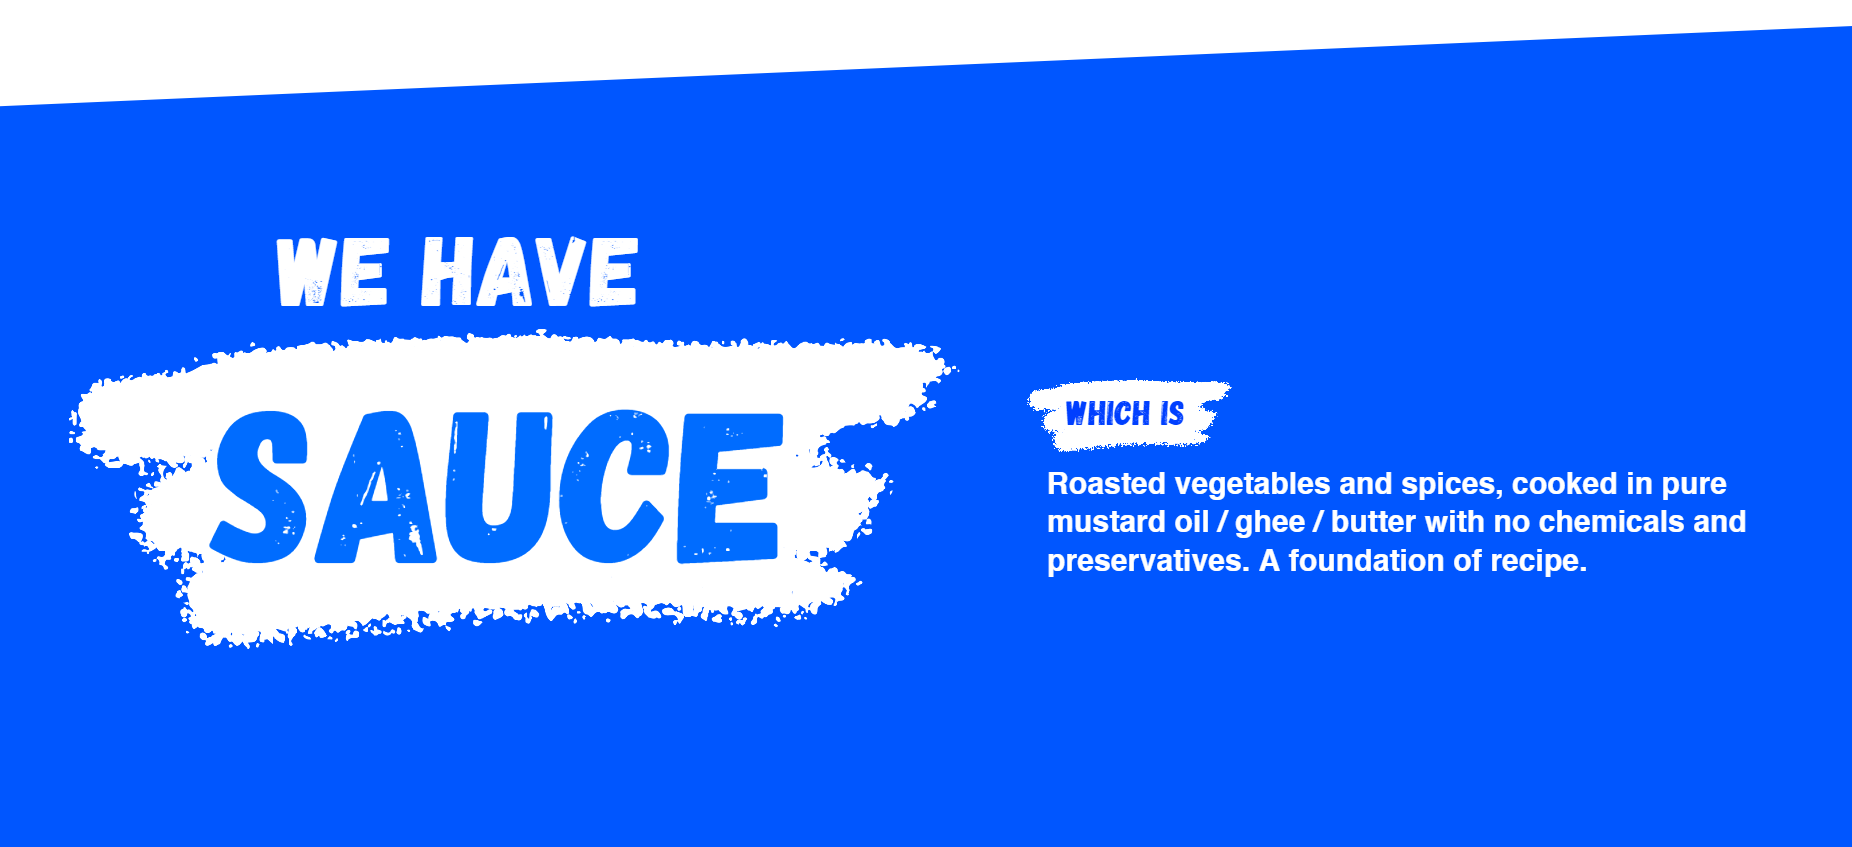 WE HAVE
SAUCE
WHICH IS
Roasted vegetables and spices, cooked in pure
mustard oil / ghee / butter with no chemicals and
preservatives. A foundation of recipe.